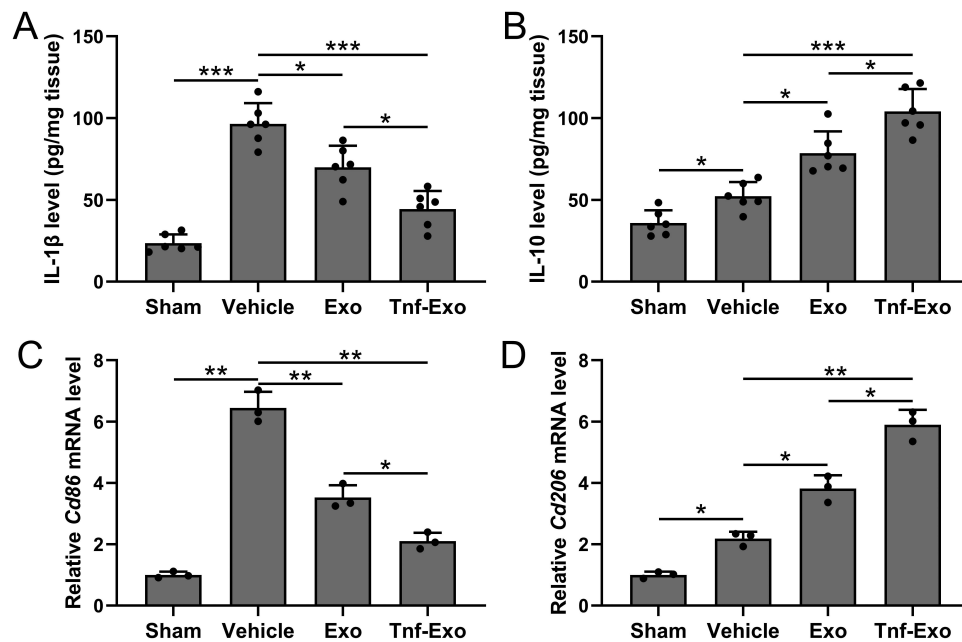 A
IL-1β level (pg/mg tissue)
150
100
50
0
***
***
*
*
Sham Vehicle Exo Tnf-Exo
B
IL-10 level (pg/mg tissue)
150
100
50
0
***
*
*
*
Sham Vehicle Exo Tnf-Exo
C
Relative Cd86 mRNA level
8
6
4
2
0
**
**
**
*
Sham Vehicle Exo Tnf-Exo
D
Relative Cd206 mRNA level
8
6
4
2
0
**
*
*
*
Sham Vehicle Exo Tnf-Exo